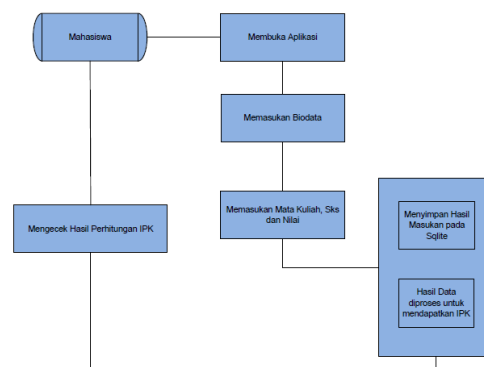 Mahasiswa
Membuka Aplikasi
Memasukan Biodata
Memasukan Mata Kuliah, Sks
dan Nilai
Mengecek Hasil Perhitungan IPK
Menyimpan Hasil
Masukan pada
Sqlite
Hasil Data
diproses untuk
mendapatkan IPK